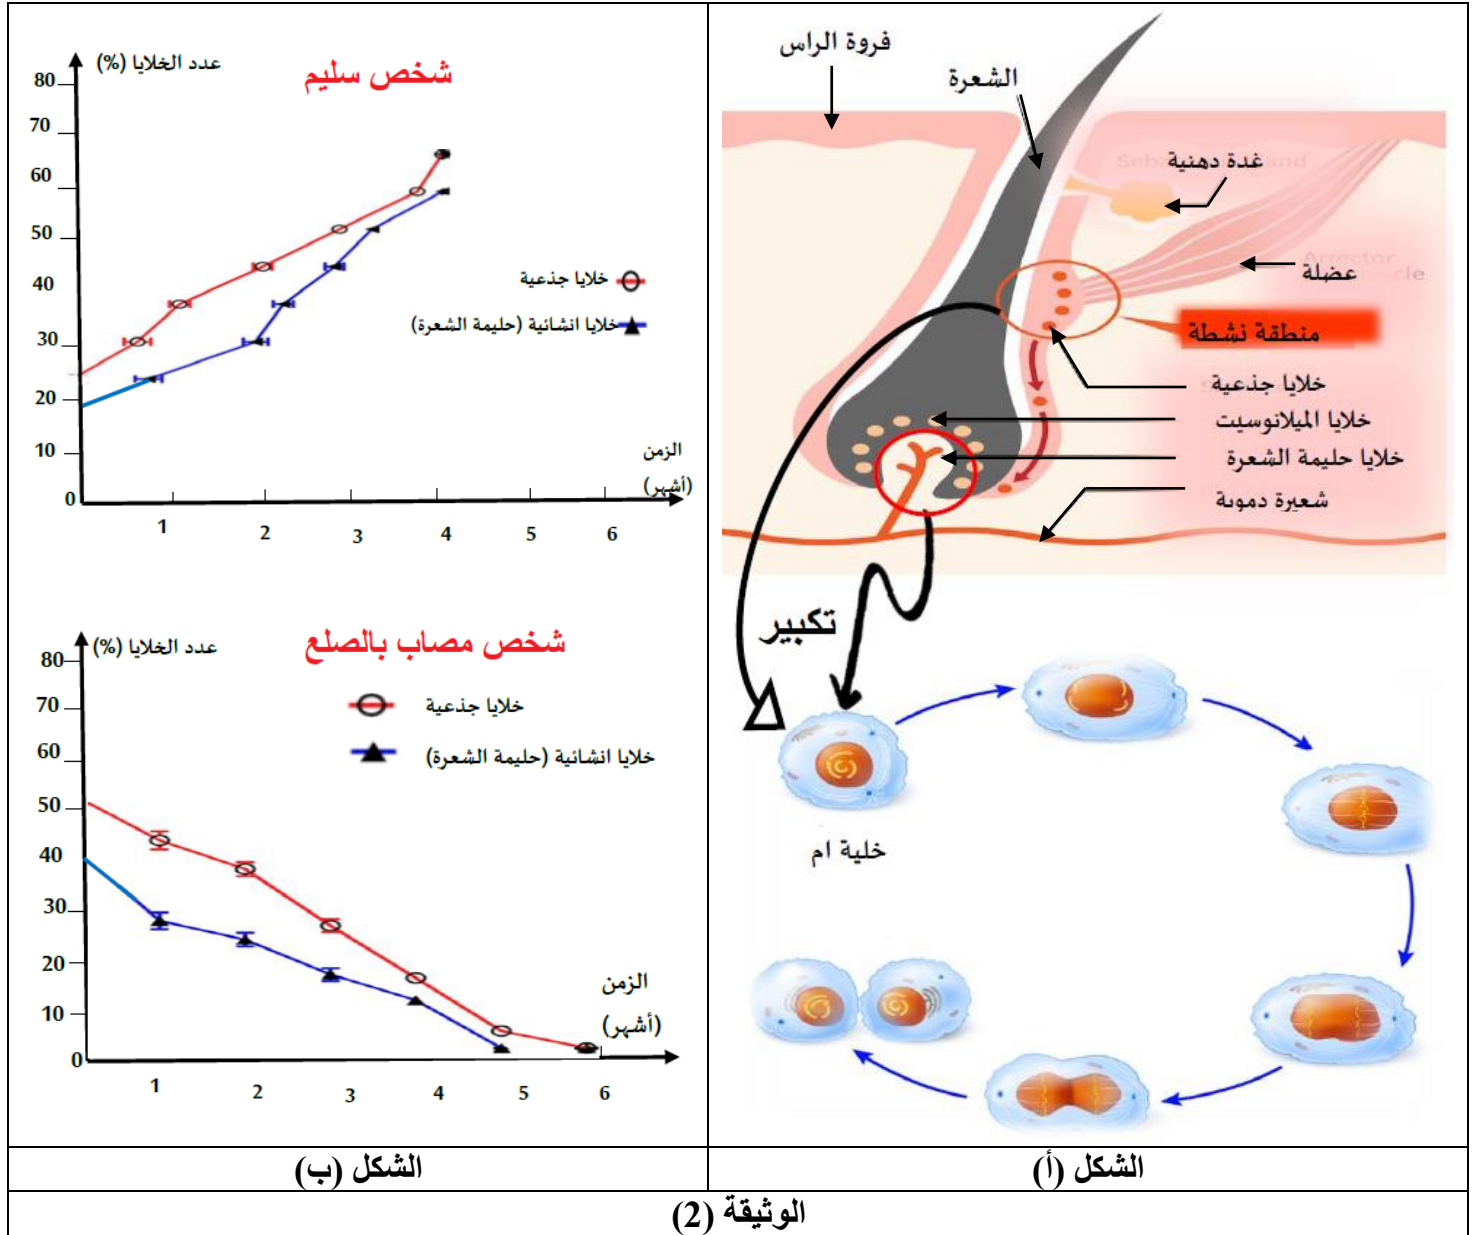 فروة الراس
الشعرة
غدة دهنية
عضلة
منطقة نشطة
خلايا جذعية
خلايا الميلانوسيت
خلايا حليمة الشعرة
شعيرة دموية
تكبير
خلية ام
عدد الخلايا (%)
شخص سليم
80
70
60
50
40
30
20
10
0
خلايا جذعية
خلايا انشائية (حليمة الشعرة)
الزمن
(أشهر)
1 2 3 4 5 6
عدد الخلايا (%)
شخص مصاب بالصلع
80
70
60
50
40
30
20
10
0
خلايا جذعية
خلايا انشائية (حليمة الشعرة)
الزمن
(أشهر)
1 2 3 4 5 6
الشكل (أ)
الشكل (ب)
الوثيقة (2)